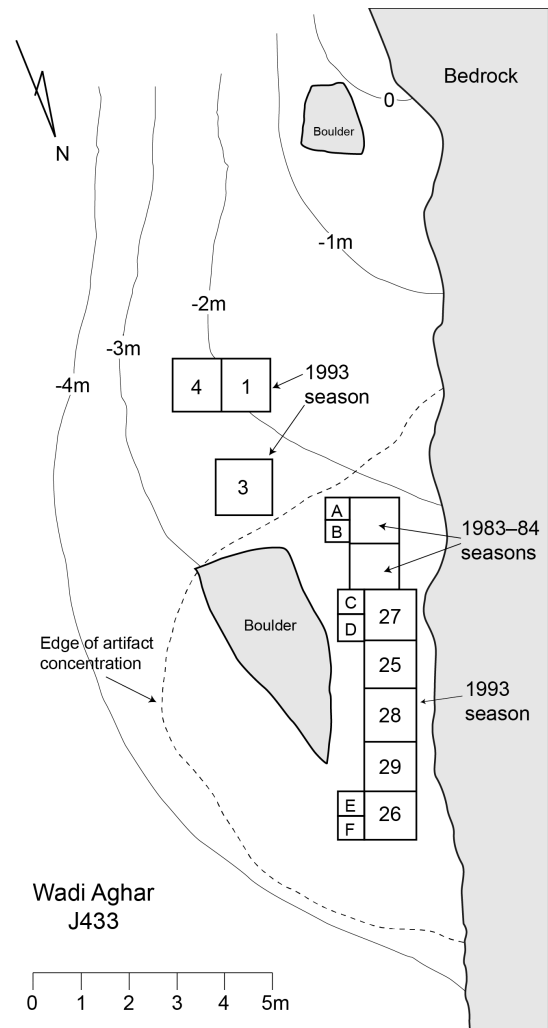 Bedrock
0
Boulder
N
-1m
-2m
-3m
-4m
1993
season
4
1
3
A
B
1983–84
seasons
C
D
27
Boulder
Edge of artifact
concentration
25
1993
season
28
29
E
F
26
Wadi Aghar
J433
0 1 2 3 4 5m